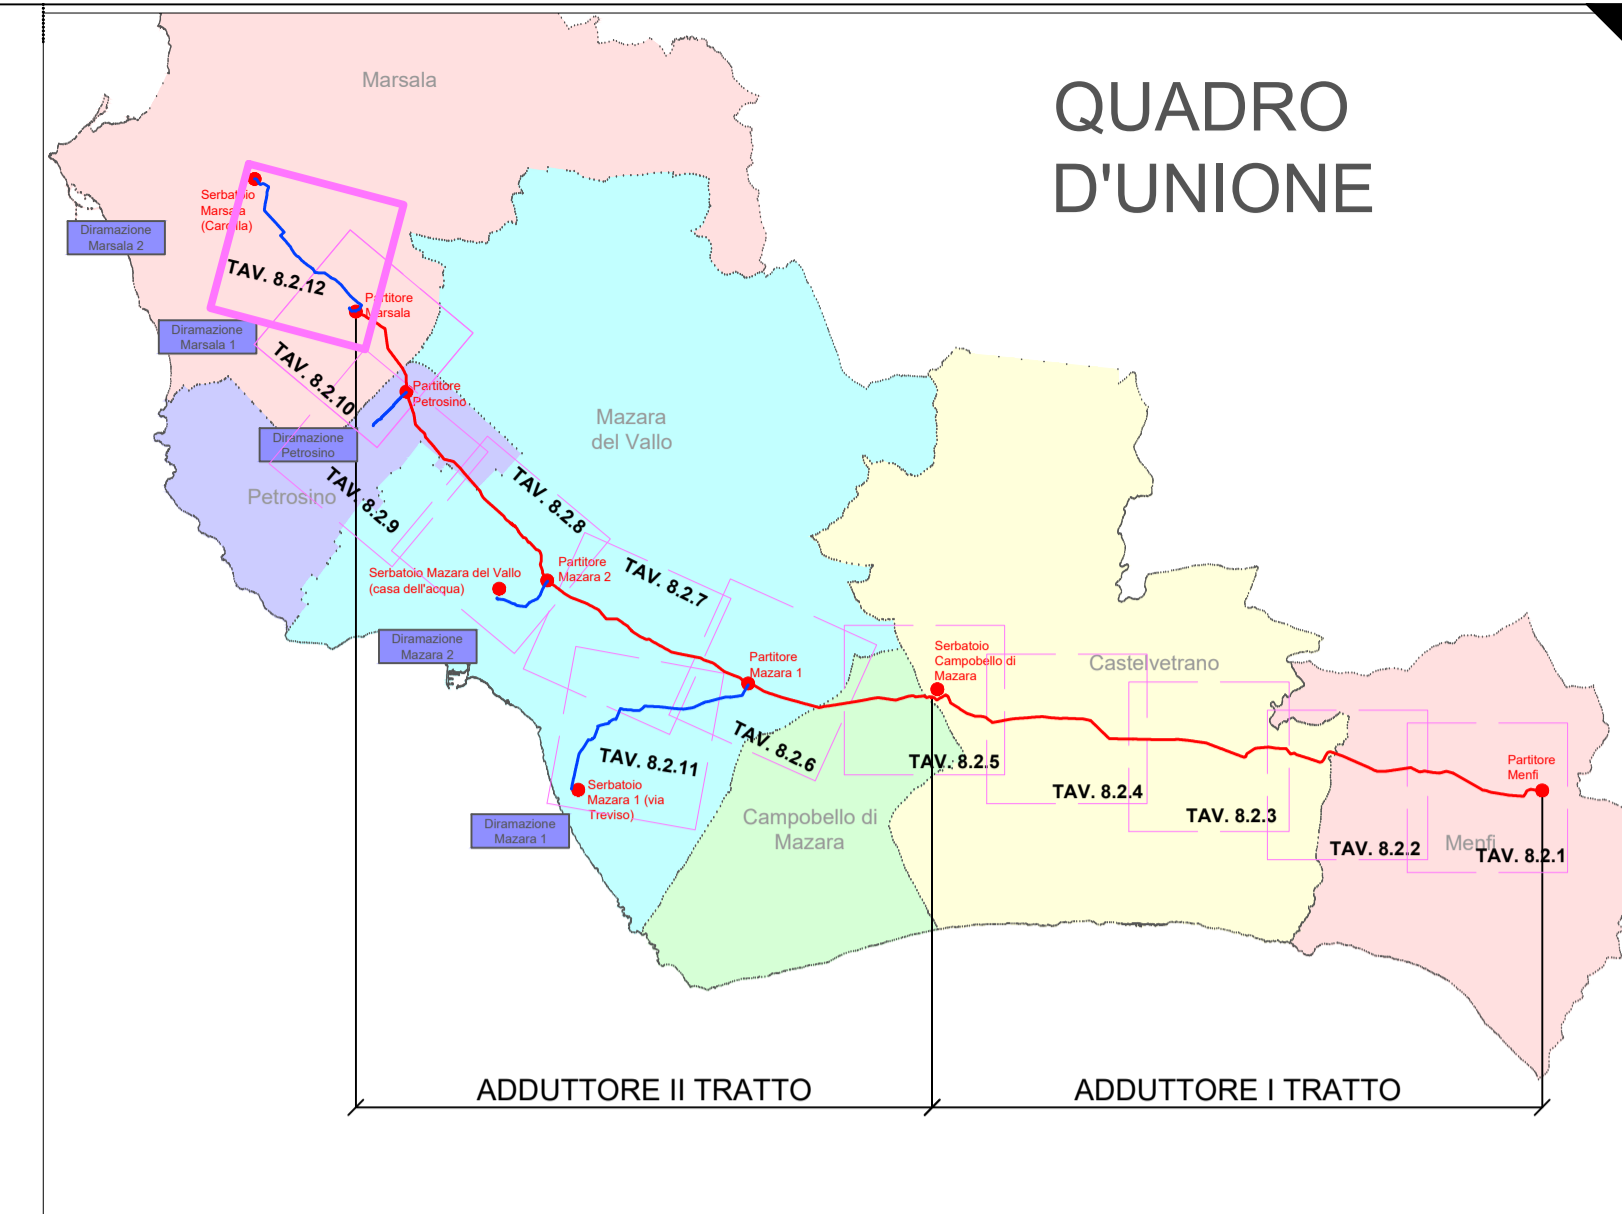 QUADRO
D'UNIONE
Marsala
Serbatoio
Marsala
(Cardilla)
Diramazione
Marsala 2
TAV. 8.2.12
Partitore
Marsala
Diramazione
Marsala 1
TAV. 8.2.10
Partitore
Petrosino
Diramazione
Petrosino
Mazara
del Vallo
Petrosino
TAV. 8.2.9
TAV. 8.2.8
Serbatoio Mazara del Vallo
(casa dell'acqua)
Partitore
Mazara 2
TAV. 8.2.7
Diramazione
Mazara 2
Partitore
Mazara 1
Serbatoio
Campobello di
Mazara
Castelvetrano
TAV. 8.2.11
TAV. 8.2.6
TAV. 8.2.5
TAV. 8.2.4
TAV. 8.2.3
TAV. 8.2.2
TAV. 8.2.1
Partitore
Menfi
Menfi
Serbatoio
Mazara 1 (via
Treviso)
Diramazione
Mazara 1
Campobello di
Mazara
ADDUTTORE II TRATTO
ADDUTTORE I TRATTO